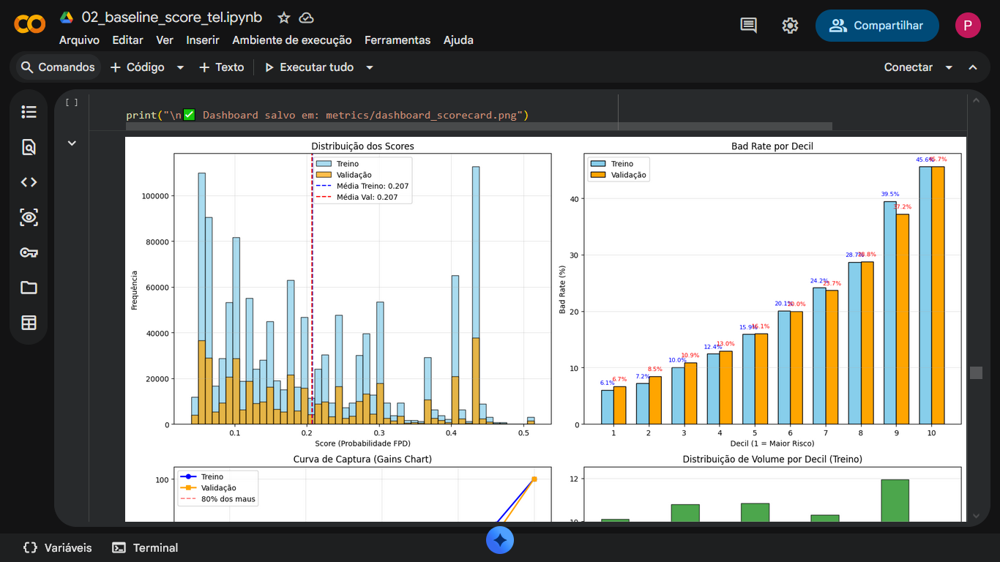 02_baseline_score_tel.ipynb
Arquivo Editar Ver Inserir Ambiente de execução Ferramentas Ajuda
Compartilhar
P
Comandos
Código
Texto
Executar tudo
Conectar
[ ]
print("\n✅ Dashboard salvo em: metrics/dashboard_scorecard.png")
Distribuição dos Scores
Treino
Validação
Média Treino: 0.207
Média Val: 0.207
Frequência
100000
80000
60000
40000
20000
0
0.1 0.2 0.3 0.4 0.5
Score (Probabilidade FPD)
Bad Rate por Decil
Treino
Validação
Bad Rate (%)
40
30
20
10
0
6.1% 6.7%
7.2% 8.5%
10.0% 10.9%
12.4% 13.0%
15.9% 16.1%
20.1% 20.0%
24.2% 23.7%
28.7% 28.8%
39.5% 37.2%
45.6% 45.7%
1 2 3 4 5 6 7 8 9 10
Decil (1 = Maior Risco)
Curva de Captura (Gains Chart)
Treino
Validação
80% dos maus
100
Distribuição de Volume por Decil (Treino)
12
10
Variáveis
Terminal